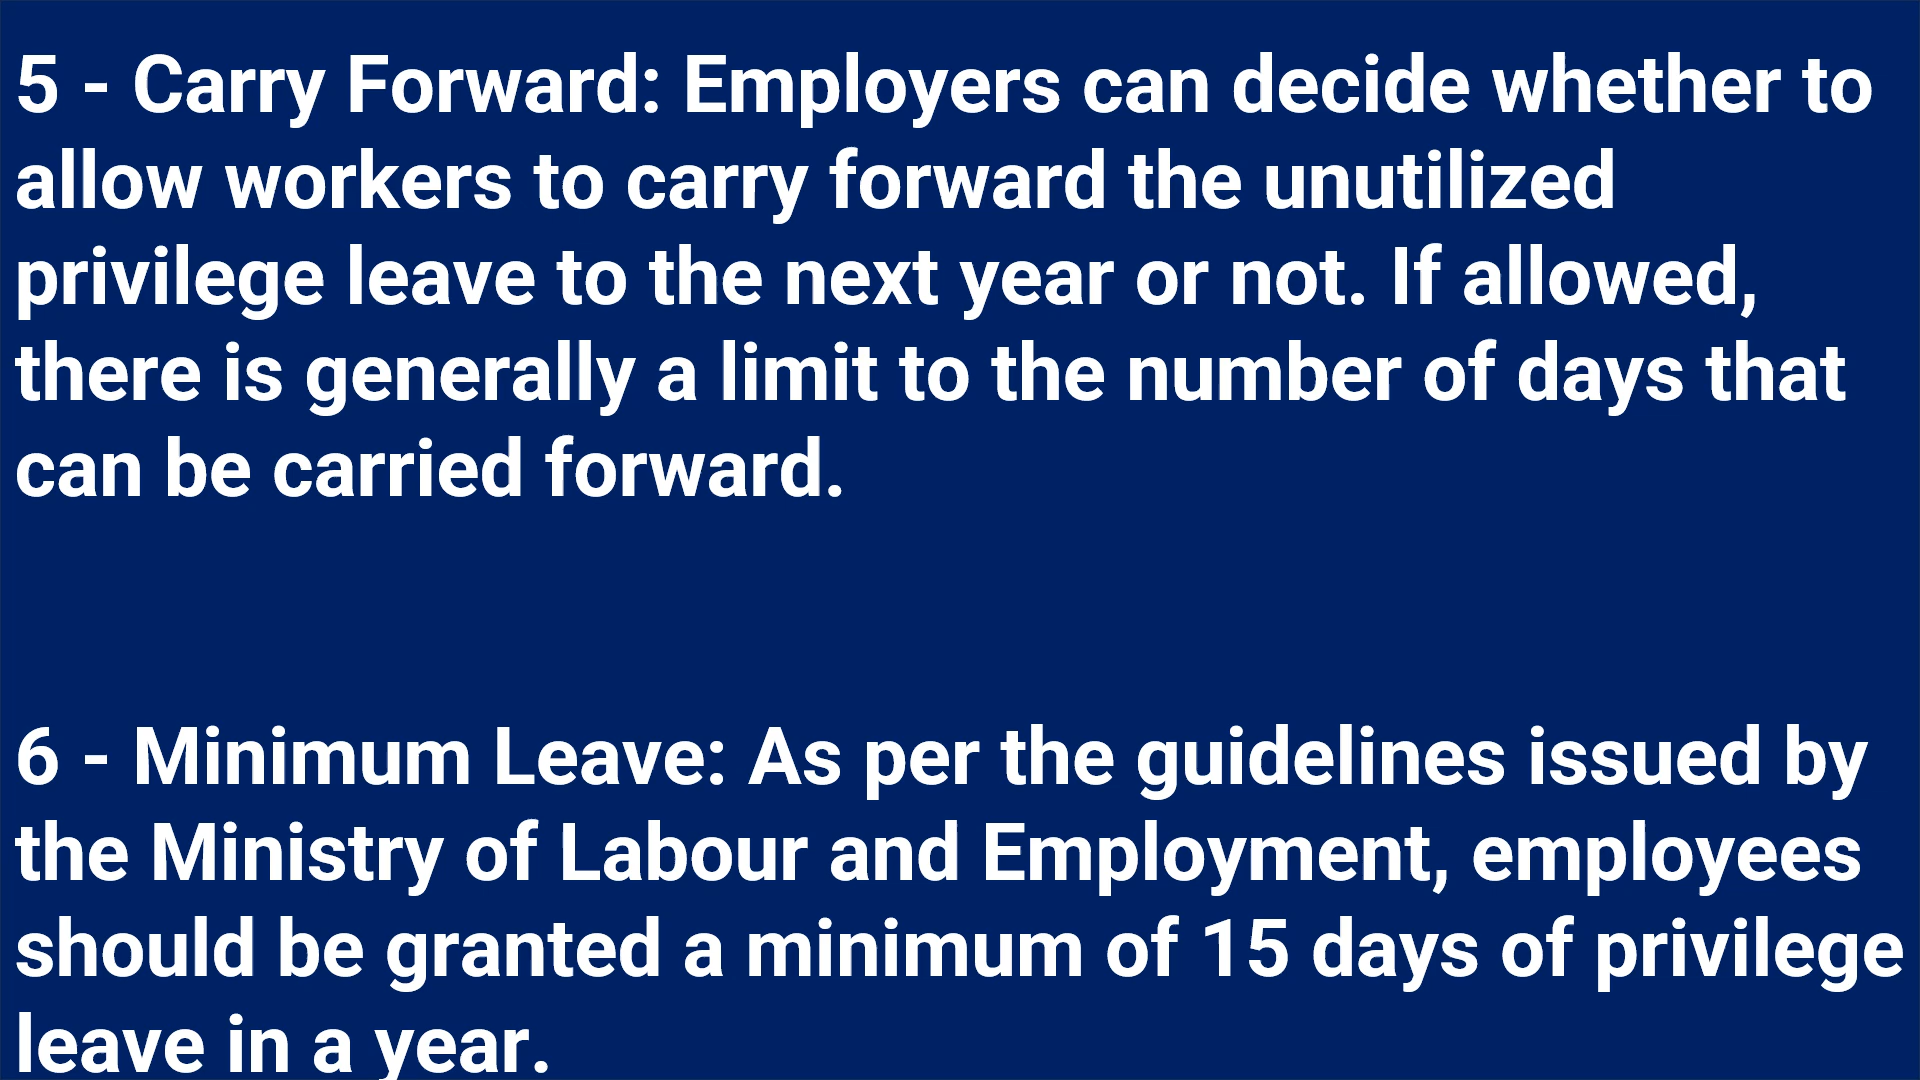 5 - Carry Forward: Employers can decide whether to
allow workers to carry forward the unutilized
privilege leave to the next year or not. If allowed,
there is generally a limit to the number of days that
can be carried forward.
6 - Minimum Leave: As per the guidelines issued by
the Ministry of Labour and Employment, employees
should be granted a minimum of 15 days of privilege
leave in a year.